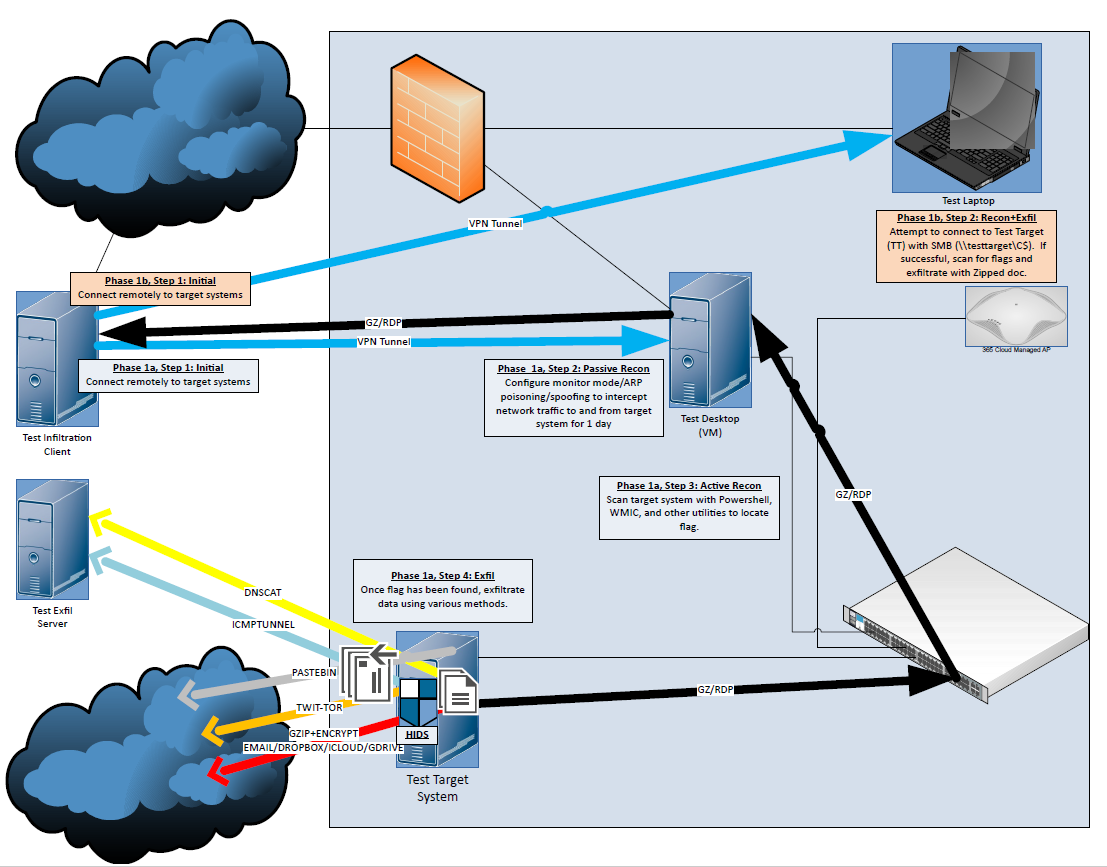 Test Laptop
Phase 1b, Step 2: Recon+Exfil
Attempt to connect to Test Target
(TT) with SMB (\\testtarget\C$). If
successful, scan for flags and
exfiltrate with Zipped doc.
VPN Tunnel
Phase 1b, Step 1: Initial
Connect remotely to target systems
365 Cloud Managed AP
GZ/RDP
VPN Tunnel
Phase 1a, Step 1: Initial
Connect remotely to target systems
Phase 1a, Step 2: Passive Recon
Configure monitor mode/ARP
poisoning/spoofing to intercept
network traffic to and from target
system for 1 day
Test Desktop
(VM)
Test Infiltration
Client
Phase 1a, Step 3: Active Recon
Scan target system with Powershell,
WMIC, and other utilities to locate
flag.
GZ/RDP
Phase 1a, Step 4: Exfil
Once flag has been found, exfiltrate
data using various methods.
Test Exfil
Server
DNSCAT
ICMPTUNNEL
PASTEBIN
TWIT-TOR
GZIP+ENCRYPT
EMAIL/DROPBOX/ICLOUD/GDRIVE
HIDS
GZ/RDP
Test Target
System